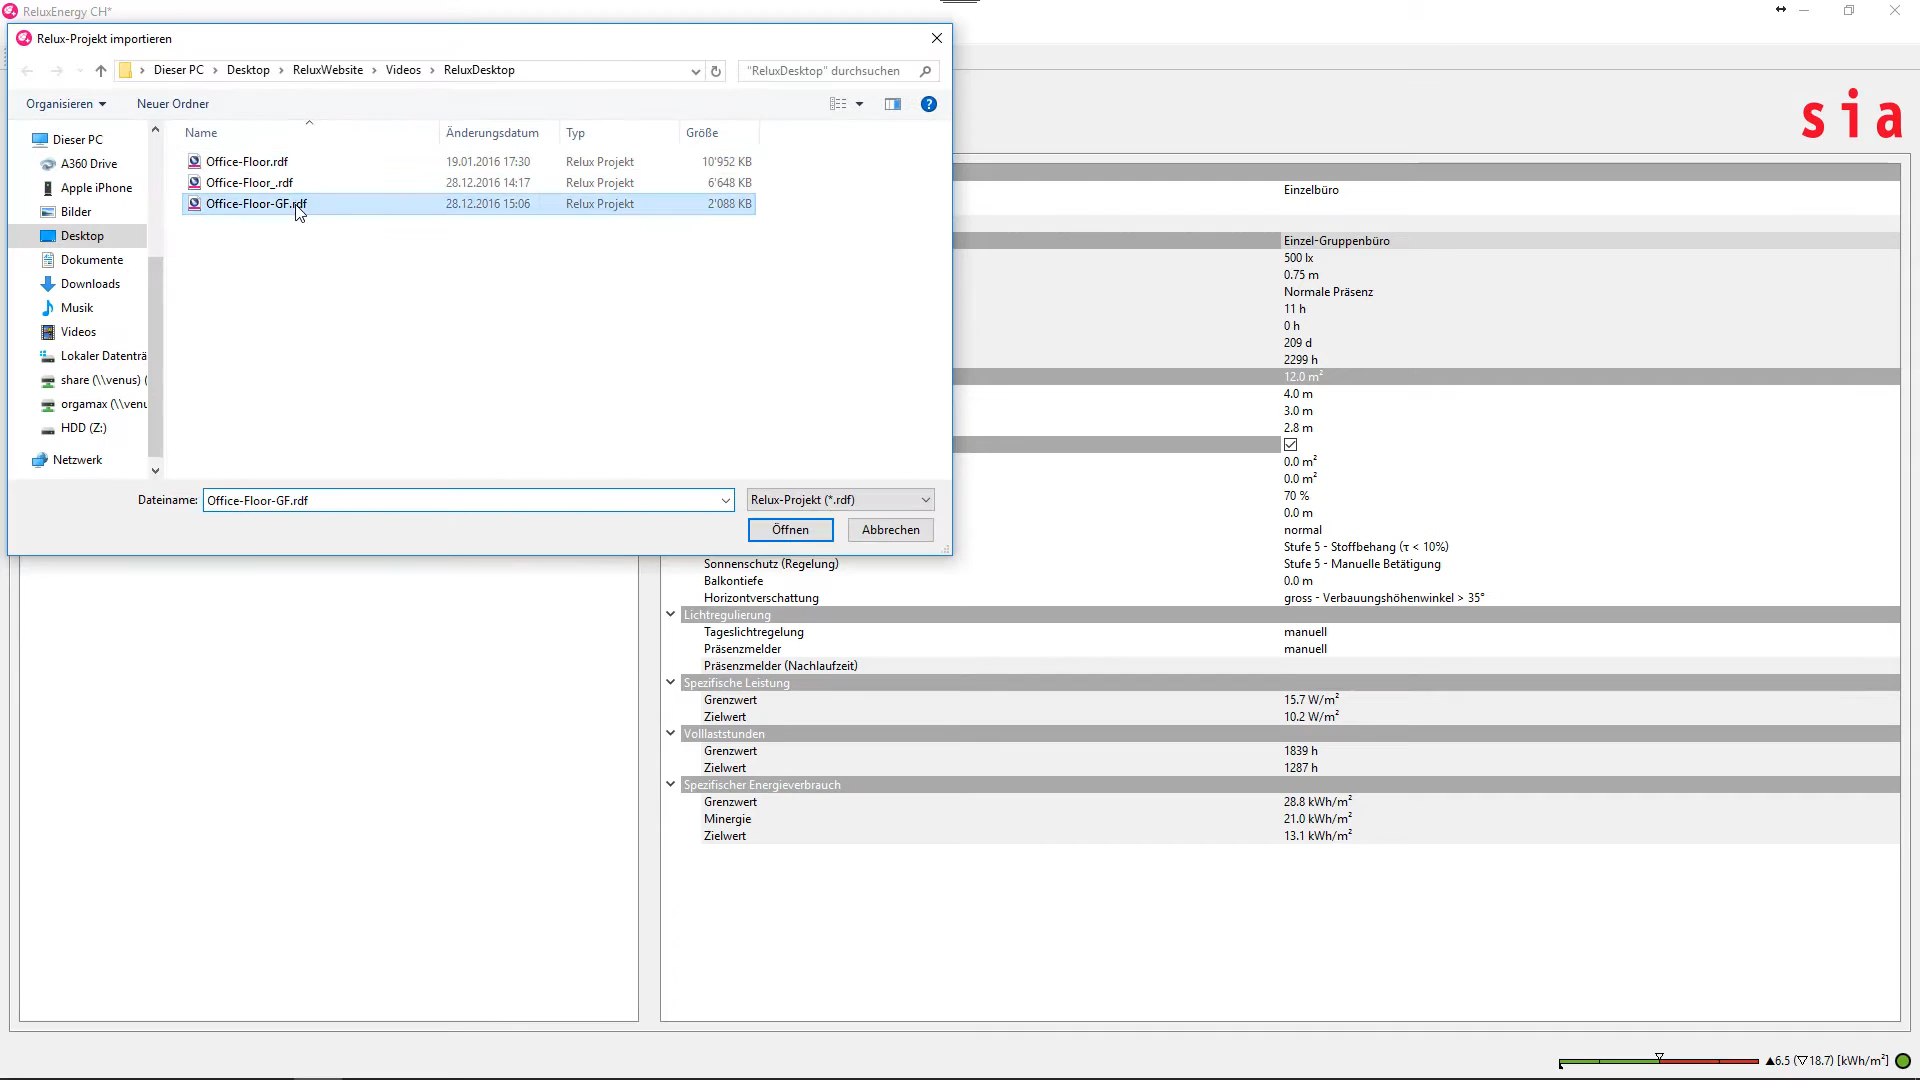 ReluxEnergy CH*
Relux-Projekt importieren
Dieser PC Desktop ReluxWebsite Videos ReluxDesktop
"ReluxDesktop" durchsuchen
Organisieren Neuer Ordner
Name Änderungsdatum Typ Größe
Office-Floor.rdf 19.01.2016 17:30 Relux Projekt 10'952 KB
Office-Floor_.rdf 28.12.2016 14:17 Relux Projekt 6'648 KB
Office-Floor-GF.rdf 28.12.2016 15:06 Relux Projekt 2'088 KB
Dieser PC
A360 Drive
Apple iPhone
Bilder
Desktop
Dokumente
Downloads
Musik
Videos
Lokaler Datenträ
share (\\venus) (
orgamax (\\venu
HDD (Z:)
Netzwerk
Dateiname: Office-Floor-GF.rdf Relux-Projekt (*.rdf)
Öffnen Abbrechen
sia
Einzelbüro
Einzel-Gruppenbüro
500 lx
0.75 m
Normale Präsenz
11 h
0 h
209 d
2299 h
12.0 m²
4.0 m
3.0 m
2.8 m
0.0 m²
0.0 m²
70 %
0.0 m
normal
Stufe 5 - Stoffbehang (τ < 10%)
Sonnenschutz (Regelung) Stufe 5 - Manuelle Betätigung
Balkontiefe 0.0 m
Horizontverschattung gross - Verbauungshöhenwinkel > 35°
Lichtregulierung
Tageslichtregelung manuell
Präsenzmelder manuell
Präsenzmelder (Nachlaufzeit)
Spezifische Leistung
Grenzwert 15.7 W/m²
Zielwert 10.2 W/m²
Volllaststunden
Grenzwert 1839 h
Zielwert 1287 h
Spezifischer Energieverbrauch
Grenzwert 28.8 kWh/m²
Minergie 21.0 kWh/m²
Zielwert 13.1 kWh/m²
▲6.5 (▽18.7) [kWh/m²]